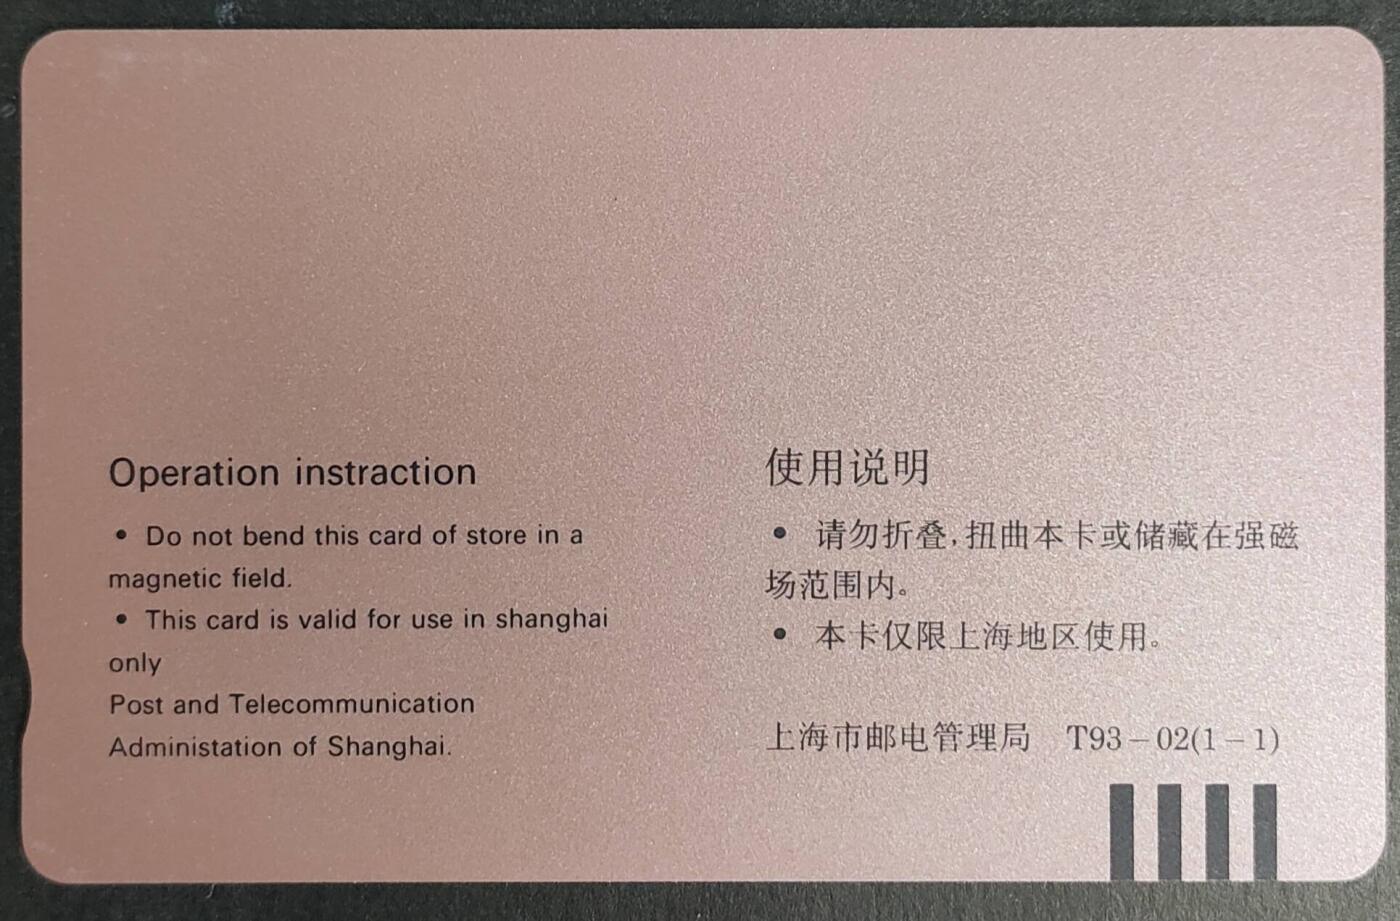 Operation instraction
• Do not bend this card of store in a
magnetic field.
• This card is valid for use in shanghai
only
Post and Telecommunication
Administation of Shanghai.
使用说明
• 请勿折叠,扭曲本卡或储藏在强磁
场范围内。
• 本卡仅限上海地区使用。
上海市邮电管理局 T93-02(1-1)